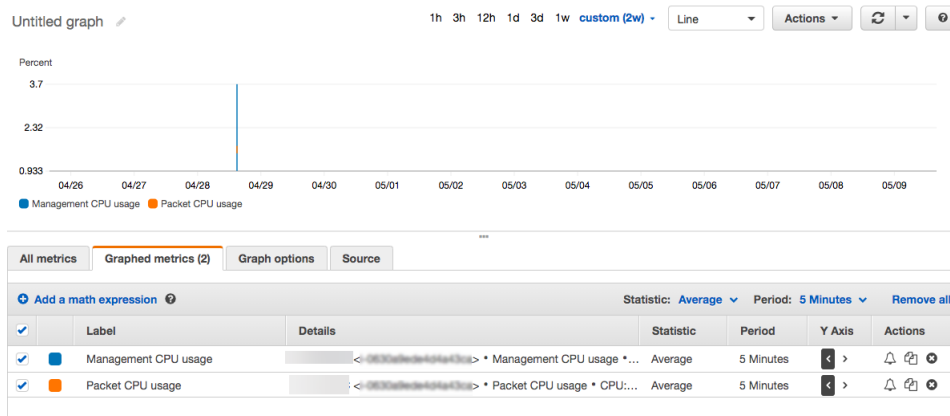 Untitled graph 1h 3h 12h 1d 3d 1w custom (2w) Line Actions
Percent
3.7
2.32
0.933
04/26 04/27 04/28 04/29 04/30 05/01 05/02 05/03 05/04 05/05 05/06 05/07 05/08 05/09
Management CPU usage Packet CPU usage
All metrics Graphed metrics (2) Graph options Source
Add a math expression Statistic: Average Period: 5 Minutes Remove all
Label Details Statistic Period Y Axis Actions
Management CPU usage < > • Management CPU usage •... Average 5 Minutes < >
Packet CPU usage < > • Packet CPU usage • CPU:... Average 5 Minutes < >